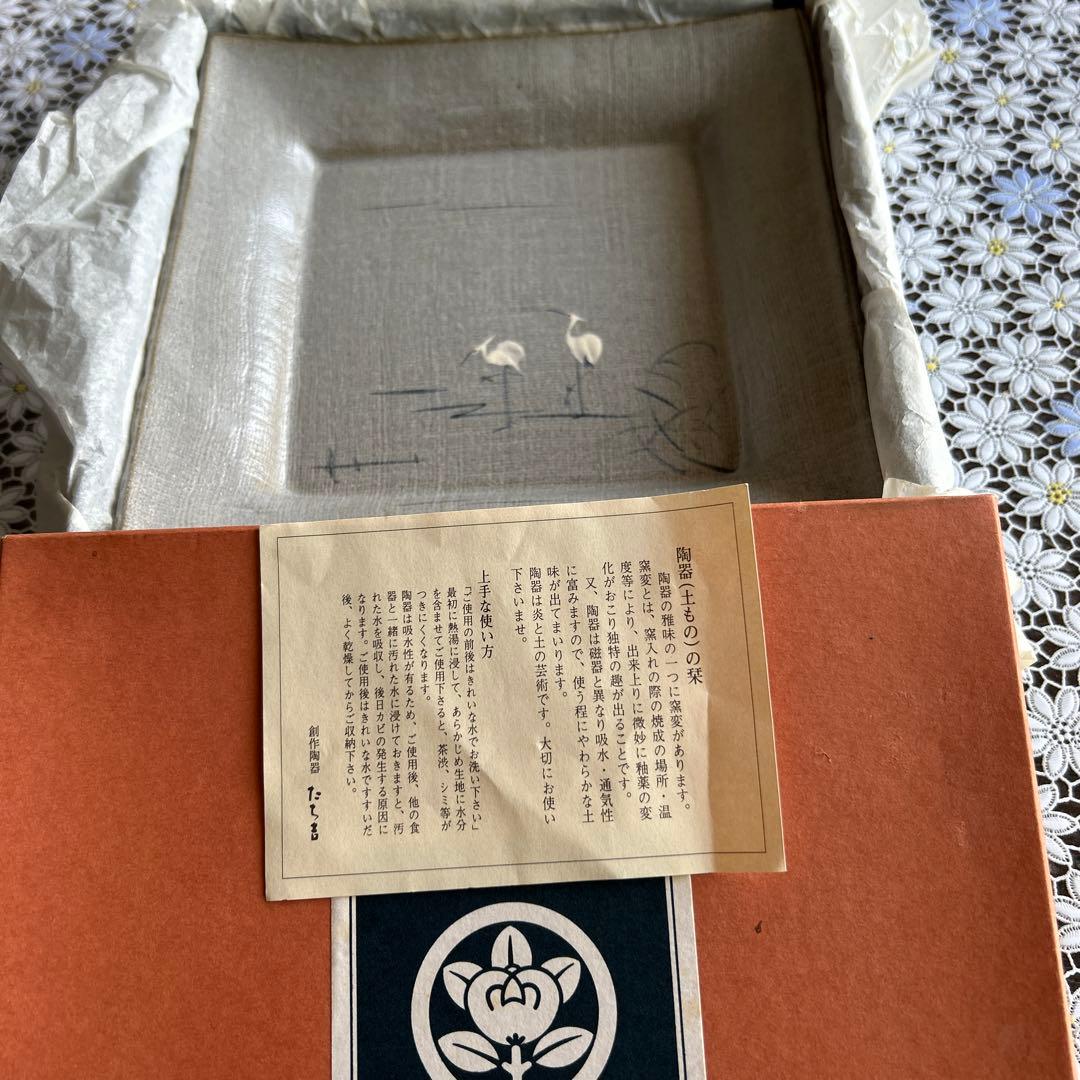 陶器(土もの)の栞
陶器の雅味の一つに窯変があります。
窯変とは、窯入れの際の焼成の場所・温
度等により、出来上りに微妙に釉薬の変
化がおこり独特の趣が出ることです。
又、陶器は磁器と異なり吸水・通気性
に富みますので、使う程にやわらかな土
味が出てまいります。
陶器は炎と土の芸術です。大切にお使い
下さいませ。
上手な使い方
「ご使用の前後はきれいな水でお洗い下さい」
最初に熱湯に浸して、あらかじめ生地に水分
を含ませてご使用下さると、茶渋、シミ等が
つきにくくなります。
陶器は吸水性が有るため、ご使用後、他の食
器と一緒に汚れた水に浸けておきますと、汚
れた水を吸収し、後日カビの発生する原因に
なります。ご使用後はきれいな水ですすいだ
後、よく乾燥してからご収納下さい。
創作陶器 たち吉